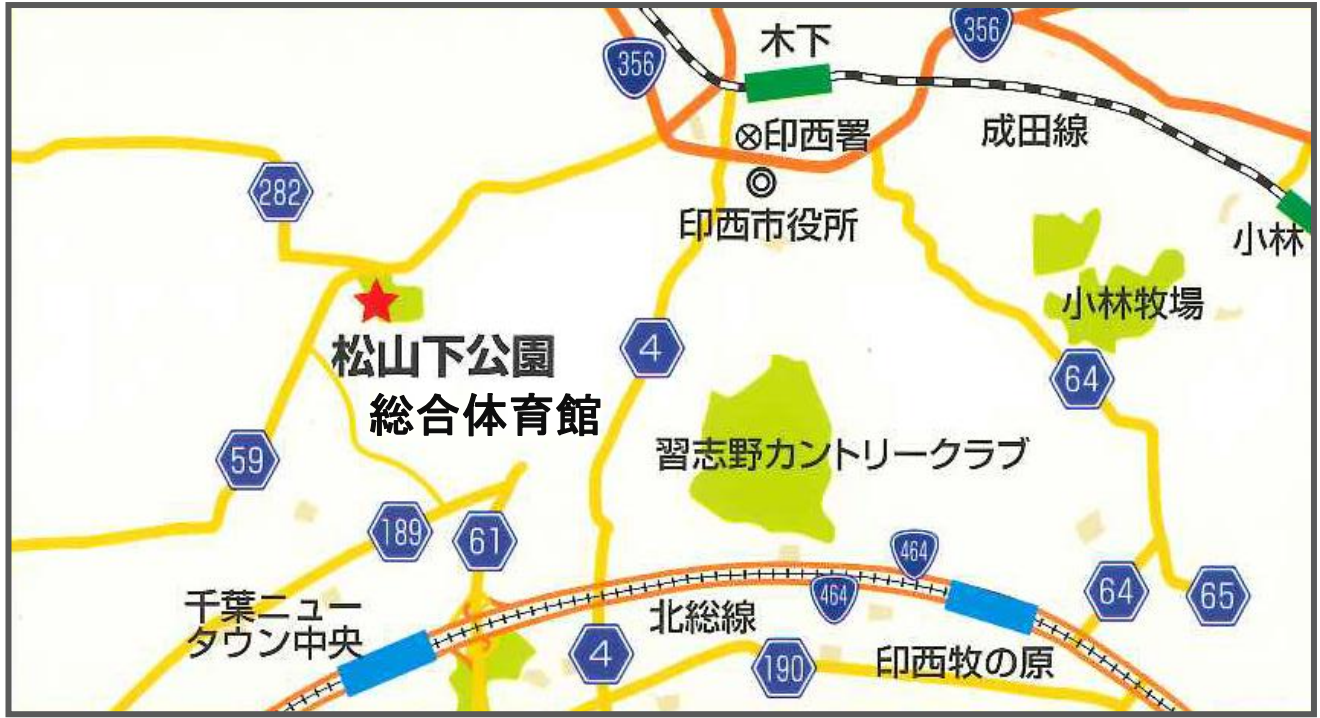 356
木下
356
⊗印西署
成田線
282
◎
印西市役所
小林
小林牧場
松山下公園
総合体育館
4
64
59
習志野カントリークラブ
189
61
464
464
千葉ニュー
タウン中央
北総線
64
65
4
190
印西牧の原